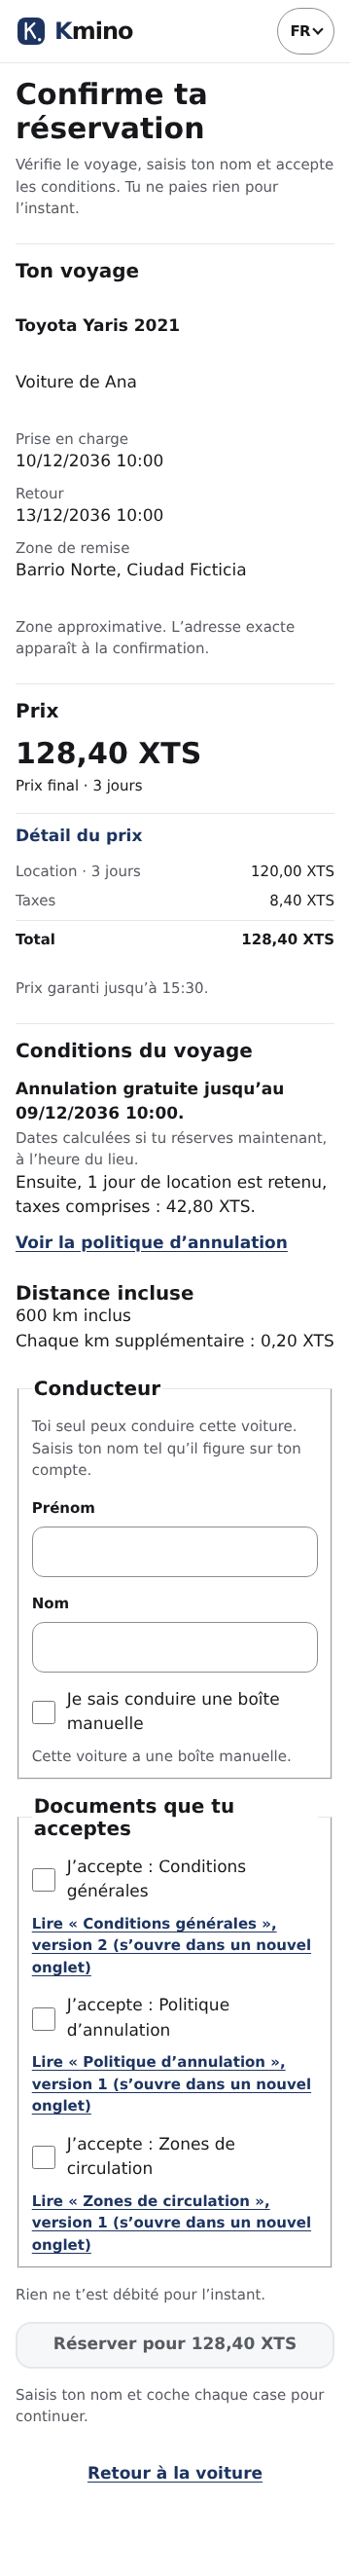 K Kmino
FR
Confirme ta
réservation
Vérifie le voyage, saisis ton nom et accepte
les conditions. Tu ne paies rien pour
l’instant.
Ton voyage
Toyota Yaris 2021
Voiture de Ana
Prise en charge
10/12/2036 10:00
Retour
13/12/2036 10:00
Zone de remise
Barrio Norte, Ciudad Ficticia
Zone approximative. L’adresse exacte
apparaît à la confirmation.
Prix
128,40 XTS
Prix final · 3 jours
Détail du prix
Location · 3 jours 120,00 XTS
Taxes 8,40 XTS
Total 128,40 XTS
Prix garanti jusqu’à 15:30.
Conditions du voyage
Annulation gratuite jusqu’au
09/12/2036 10:00.
Dates calculées si tu réserves maintenant,
à l’heure du lieu.
Ensuite, 1 jour de location est retenu,
taxes comprises : 42,80 XTS.
Voir la politique d’annulation
Distance incluse
600 km inclus
Chaque km supplémentaire : 0,20 XTS
Conducteur
Toi seul peux conduire cette voiture.
Saisis ton nom tel qu’il figure sur ton
compte.
Prénom
Nom
Je sais conduire une boîte
manuelle
Cette voiture a une boîte manuelle.
Documents que tu
acceptes
J’accepte : Conditions
générales
Lire « Conditions générales »,
version 2 (s’ouvre dans un nouvel
onglet)
J’accepte : Politique
d’annulation
Lire « Politique d’annulation »,
version 1 (s’ouvre dans un nouvel
onglet)
J’accepte : Zones de
circulation
Lire « Zones de circulation »,
version 1 (s’ouvre dans un nouvel
onglet)
Rien ne t’est débité pour l’instant.
Réserver pour 128,40 XTS
Saisis ton nom et coche chaque case pour
continuer.
Retour à la voiture